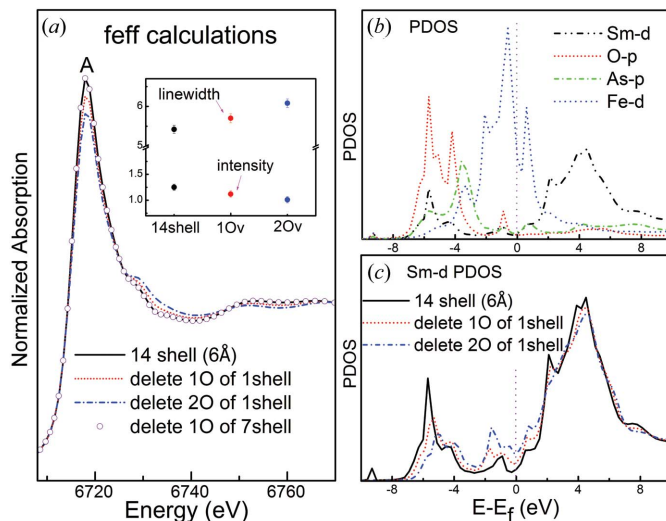 (a)
feff calculations
A
linewidth
intensity
6
5
1.0
14shell
1Ov
2Ov
Normalized Absorption
14 shell (6Å)
delete 1O of 1shell
delete 2O of 1shell
delete 1O of 7shell
6720
6740
6760
Energy (eV)
(b)
PDOS
Sm-d
O-p
As-p
Fe-d
PDOS
-8
-4
0
4
8
(c)
Sm-d PDOS
14 shell (6Å)
delete 1O of 1shell
delete 2O of 1shell
PDOS
-8
-4
0
4
8
E-Ef (eV)